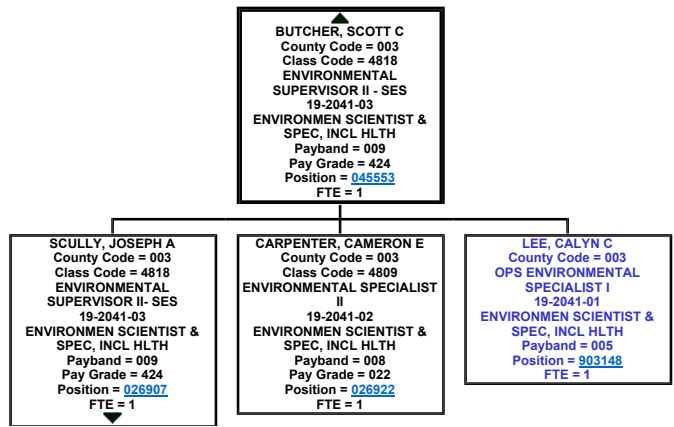 BUTCHER, SCOTT C
County Code = 003
Class Code = 4818
ENVIRONMENTAL
SUPERVISOR II - SES
19-2041-03
ENVIRONMEN SCIENTIST &
SPEC, INCL HLTH
Payband = 009
Pay Grade = 424
Position = 045553
FTE = 1
SCULLY, JOSEPH A
County Code = 003
Class Code = 4818
ENVIRONMENTAL
SUPERVISOR II- SES
19-2041-03
ENVIRONMEN SCIENTIST &
SPEC, INCL HLTH
Payband = 009
Pay Grade = 424
Position = 026907
FTE = 1
CARPENTER, CAMERON E
County Code = 003
Class Code = 4809
ENVIRONMENTAL SPECIALIST
II
19-2041-02
ENVIRONMEN SCIENTIST &
SPEC, INCL HLTH
Payband = 008
Pay Grade = 022
Position = 026922
FTE = 1
LEE, CALYN C
County Code = 003
OPS ENVIRONMENTAL
SPECIALIST I
19-2041-01
ENVIRONMEN SCIENTIST &
SPEC, INCL HLTH
Payband = 005
Position = 903148
FTE = 1